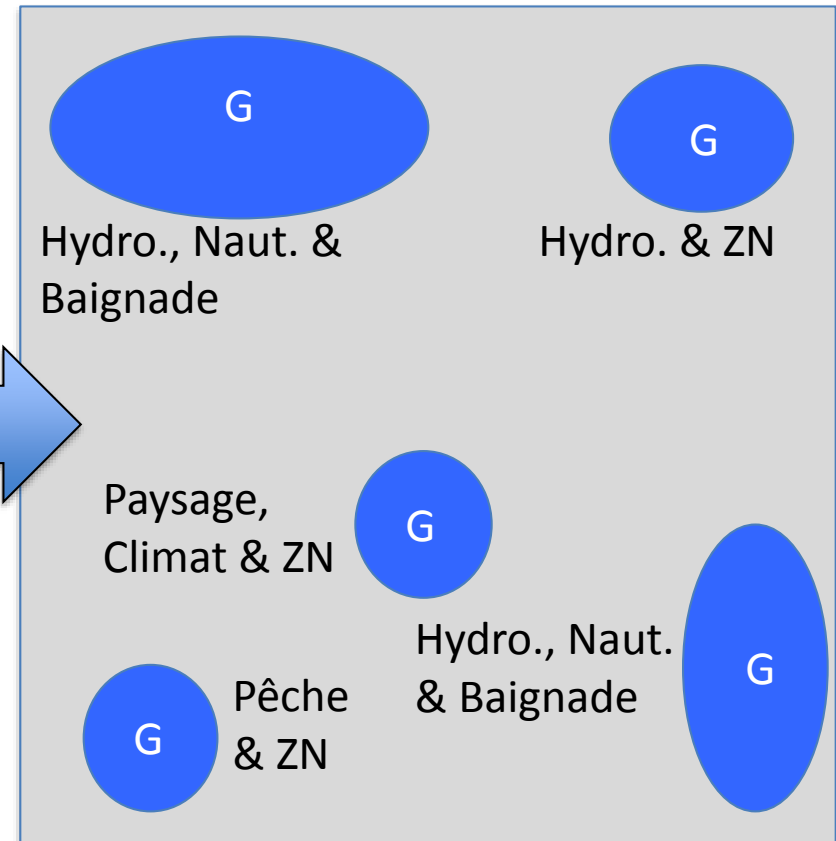 G
Hydro., Naut. &
Baignade
G
Hydro. & ZN
Paysage,
Climat & ZN
G
Hydro., Naut.
& Baignade
G
G
Pêche
& ZN